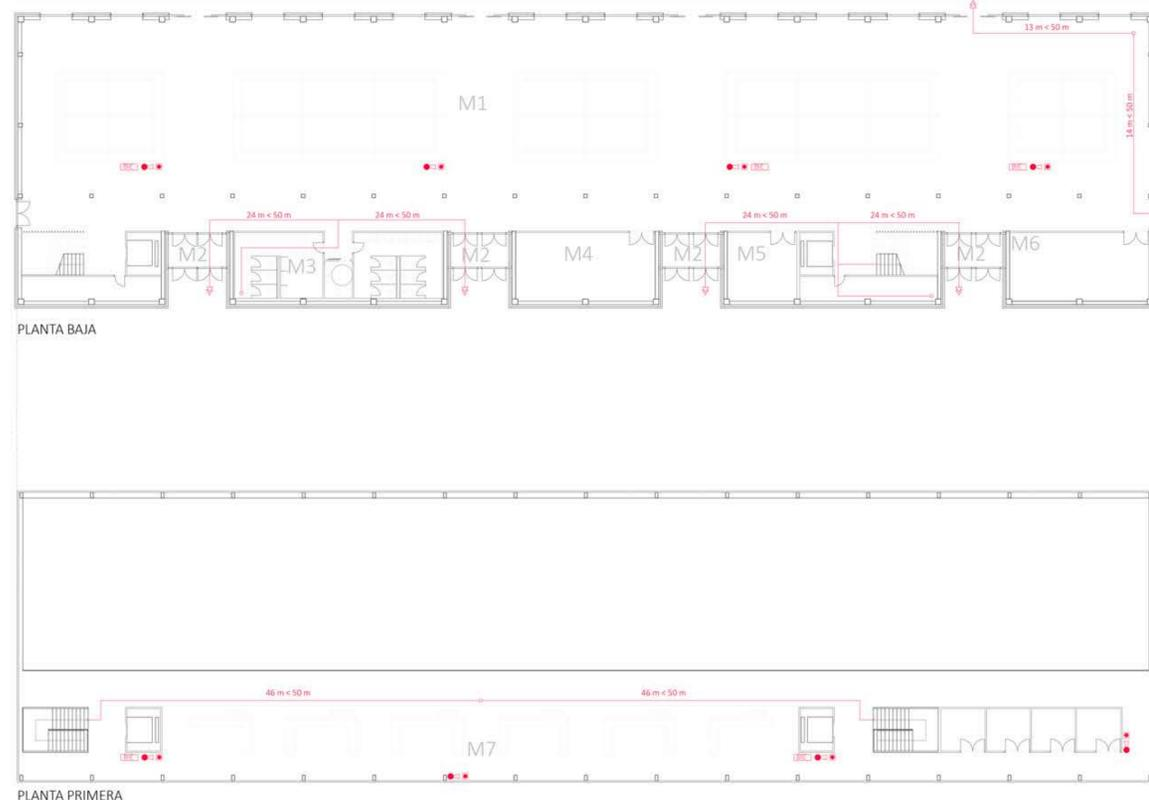 13 m < 50 m
M1
14 m < 50 m
24 m < 50 m
24 m < 50 m
24 m < 50 m
24 m < 50 m
M2
M3
M2
M4
M2
M5
M2
M6
PLANTA BAJA
46 m < 50 m
46 m < 50 m
M7
PLANTA PRIMERA